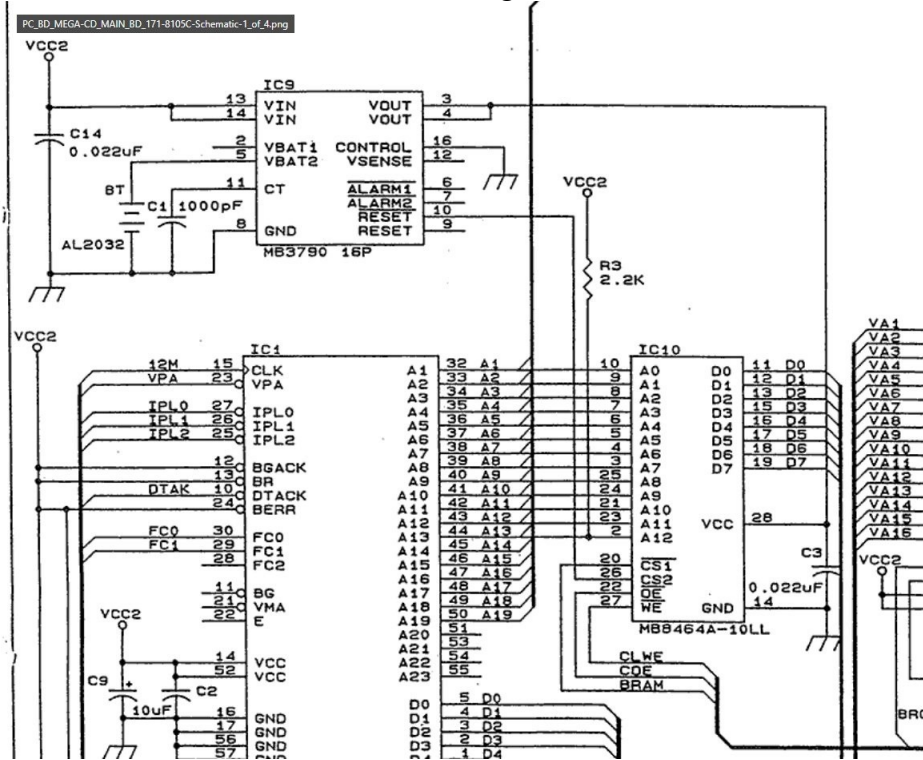 PC_BD_MEGA-CD_MAIN_BD_171-8105C-Schematic-1_of_4.png
VCC2
IC9
13 VIN VOUT 3
14 VIN VOUT 4
C14
0.022uF
2 VBAT1 CONTROL 16
5 VBAT2 VSENSE 12
BT
11 CT ALARM1 6
C1 1000pF
ALARM2 7
RESET 10
8 GND RESET 9
AL2032
MB3790 16P
VCC2
R3
2.2K
VCC2
IC1
IC10
VA1
VA2
VA3
VA4
VA5
VA6
VA7
VA8
VA9
VA10
VA11
VA12
VA13
VA14
VA15
VA16
12M 15 CLK
VPA 23 VPA
IPL0 27 IPL0
IPL1 26 IPL1
IPL2 25 IPL2
12 BGACK
13 BR
DTAK 10 DTACK
24 BERR
FC0 30 FC0
FC1 29 FC1
28 FC2
11 BG
21 VMA
22 E
A1 32 A1
A2 33 A2
A3 34 A3
A4 35 A4
A5 36 A5
A6 37 A6
A7 38 A7
A8 39 A8
A9 40 A9
A10 41 A10
A11 42 A11
A12 43 A12
A13 44 A13
A14 45 A14
A15 46 A15
A16 47 A16
A17 48 A17
A18 49 A18
A19 50 A19
A20 51
A21 53
A22 54
A23 55
10 A0
9 A1
8 A2
7 A3
6 A4
5 A5
4 A6
3 A7
25 A8
24 A9
21 A10
23 A11
2 A12
20 CS1
26 CS2
22 OE
27 WE
D0 11 D0
D1 12 D1
D2 13 D2
D3 15 D3
D4 16 D4
D5 17 D5
D6 18 D6
D7 19 D7
VCC 28
GND 14
C3
0.022uF
VCC2
MB8464A-10LL
CLWE
COE
BRAM
VCC2
14 VCC
52 VCC
C9
+
10uF
C2
16 GND
17 GND
56 GND
57 GND
D0 5 D0
D1 4 D1
D2 3 D2
D3 2 D3
D4 1 D4